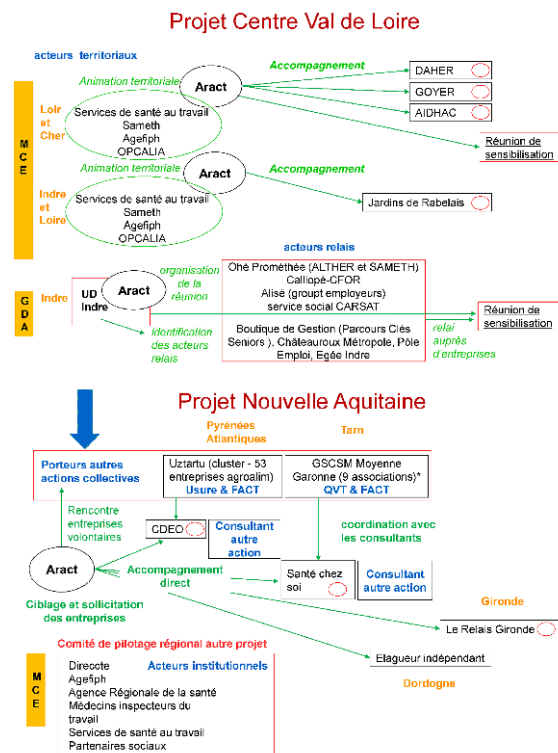 Projet Centre Val de Loire
acteurs territoriaux
Animation territoriale
Aract
Accompagnement
DAHER
GOYER
AIDHAC
MCE
Loir
et
Cher
Services de santé au travail
Sameth
Agefiph
OPCALIA
Réunion de
sensibilisation
Animation territoriale
Aract
Accompagnement
Indre
et
Loire
Services de santé au travail
Sameth
Agefiph
OPCALIA
Jardins de Rabelais
acteurs relais
GDA
Indre
UD
Indre
Aract
organisation
de la
réunion
identification
des acteurs
relais
Ohé Prométhée (ALTHER et SAMETH)
Calliopé-CFOR
Alisé (groupt employeurs)
service social CARSAT
Boutique de Gestion (Parcours Clés
Seniors ), Châteauroux Métropole, Pôle
Emploi, Egée Indre
relai
auprès
d'entreprises
Réunion de
sensibilisation
Projet Nouvelle Aquitaine
Pyrénées
Atlantiques
Tarn
Porteurs autres
actions collectives
Uztartu (cluster - 53
entreprises agroalim)
Usure & FACT
GSCSM Moyenne
Garonne (9 associations)*
QVT & FACT
Rencontre
entreprises
volontaires
CDEO
Consultant
autre action
coordination avec
les consultants
Aract
Accompagnement
direct
Santé chez
soi
Consultant
autre action
Ciblage et sollicitation
des entreprises
Gironde
Le Relais Gironde
Elagueur indépendant
Dordogne
Comité de pilotage régional autre projet
MCE
Direccte
Agefiph
Agence Régionale de la santé
Médecins inspecteurs du
travail
Services de santé au travail
Partenaires sociaux
Acteurs institutionnels